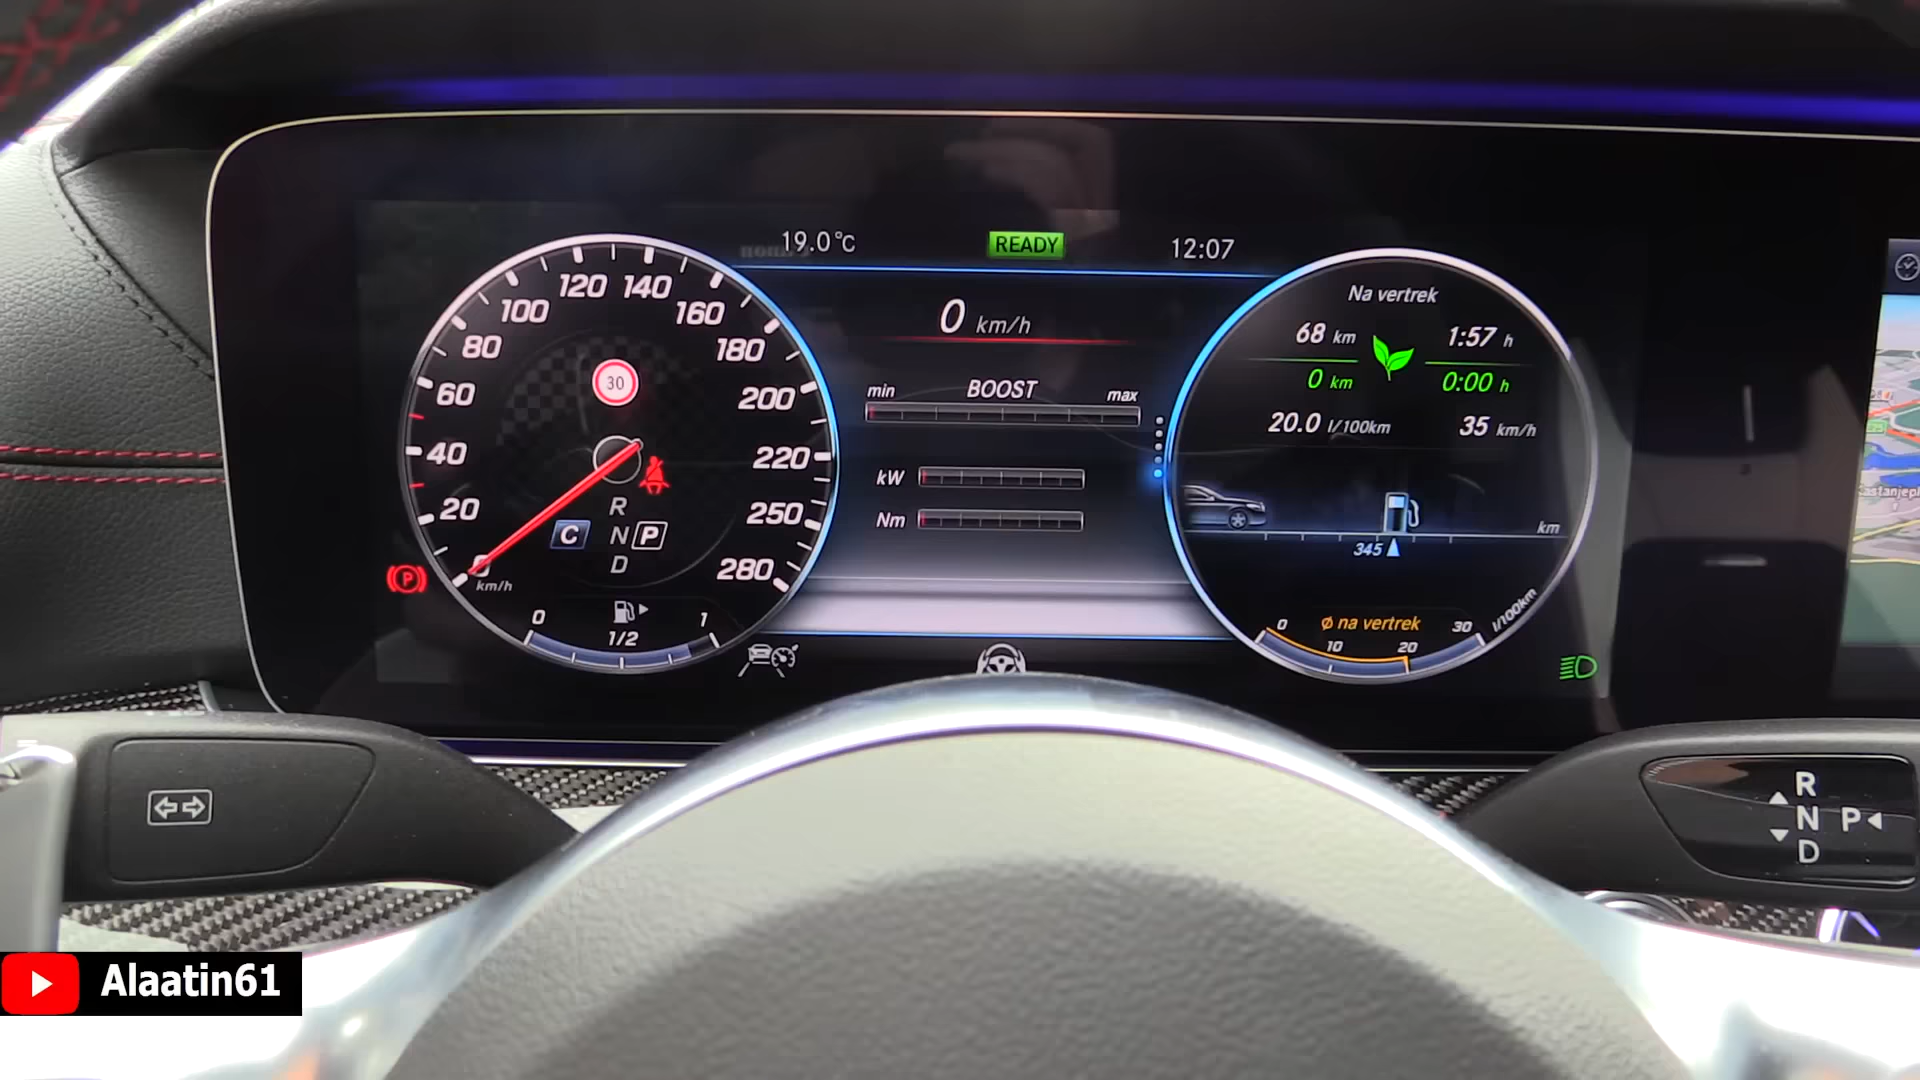 19.0°C
READY
12:07
0 km/h
min BOOST max
kW
Nm
20
40
60
80
100
120
140
160
180
200
220
250
280
30
R
C N P
D
0
km/h
P
0 1/2 1
Na vertrek
68 km 1:57 h
0 km 0:00 h
20.0 l/100km 35 km/h
km
345
Ø na vertrek
0 10 20 30 l/100km
R
N P
D
Alaatin61